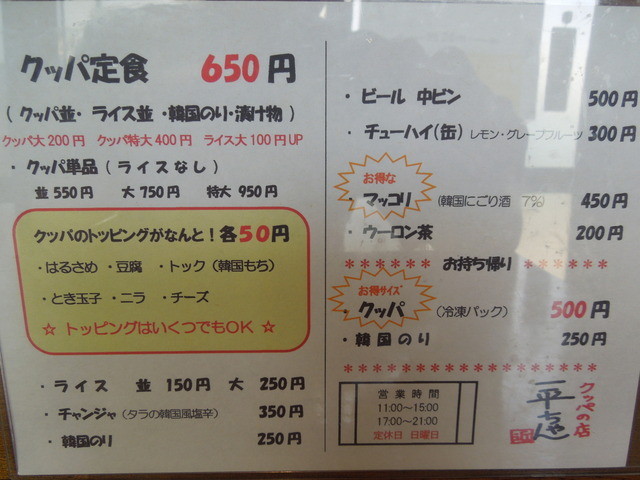 クッパ定食 650円
(クッパ並・ライス並・韓国のり・漬け物)
クッパ大200円 クッパ特大400円 ライス大100円UP
・クッパ単品(ライスなし)
並550円 大750円 特大950円
クッパのトッピングがなんと!各50円
・はるさめ ・豆腐 ・トック(韓国もち)
・とき玉子 ・ニラ ・チーズ
☆ トッピングはいくつでもOK ☆
・ライス 並 150円 大 250円
・チャンジャ(タラの韓国風塩辛) 350円
・韓国のり 250円
・ビール 中ビン 500円
・チューハイ(缶) レモン・グレープフルーツ 300円
お得な
・マッコリ (韓国にごり酒 7%) 450円
・ウーロン茶 200円
****** お持ち帰り ******
お得サイズ
・クッパ (冷凍パック) 500円
・韓国のり 250円
******************
営業時間
11:00~15:00
17:00~21:00
定休日 日曜日
クッパの店
一平ちゃん